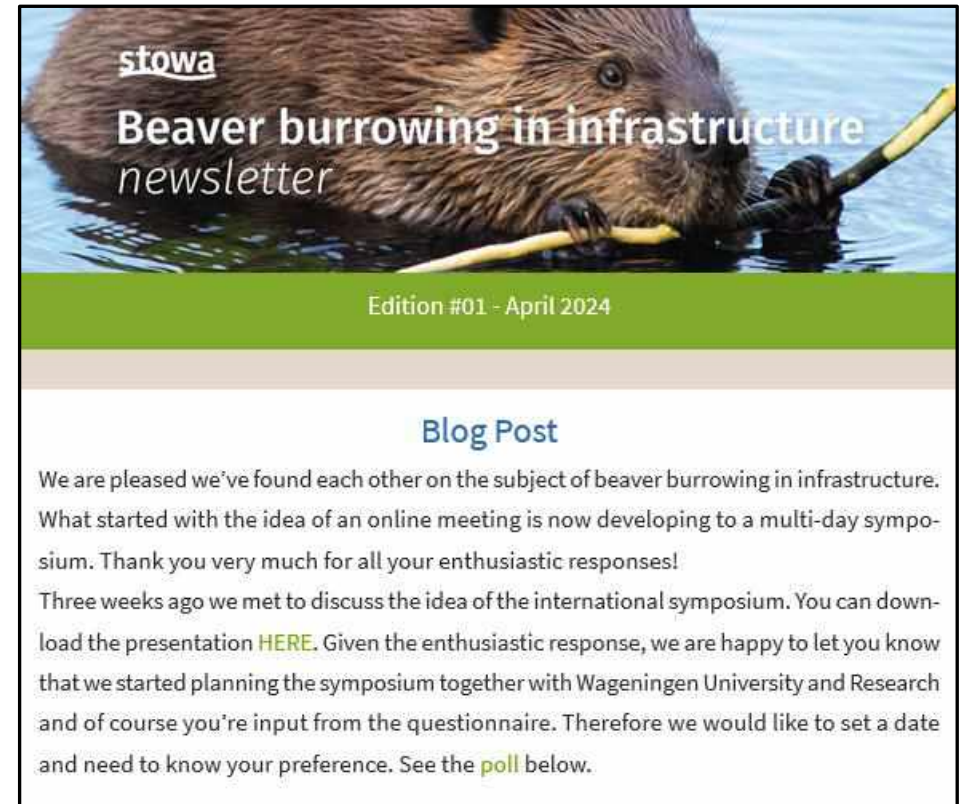 stowa
Beaver burrowing in infrastructure
newsletter
Edition #01 - April 2024
Blog Post
We are pleased we've found each other on the subject of beaver burrowing in infrastructure.
What started with the idea of an online meeting is now developing to a multi-day sympo-
sium. Thank you very much for all your enthusiastic responses!
Three weeks ago we met to discuss the idea of the international symposium. You can down-
load the presentation HERE. Given the enthusiastic response, we are happy to let you know
that we started planning the symposium together with Wageningen University and Research
and of course you're input from the questionnaire. Therefore we would like to set a date
and need to know your preference. See the poll below.